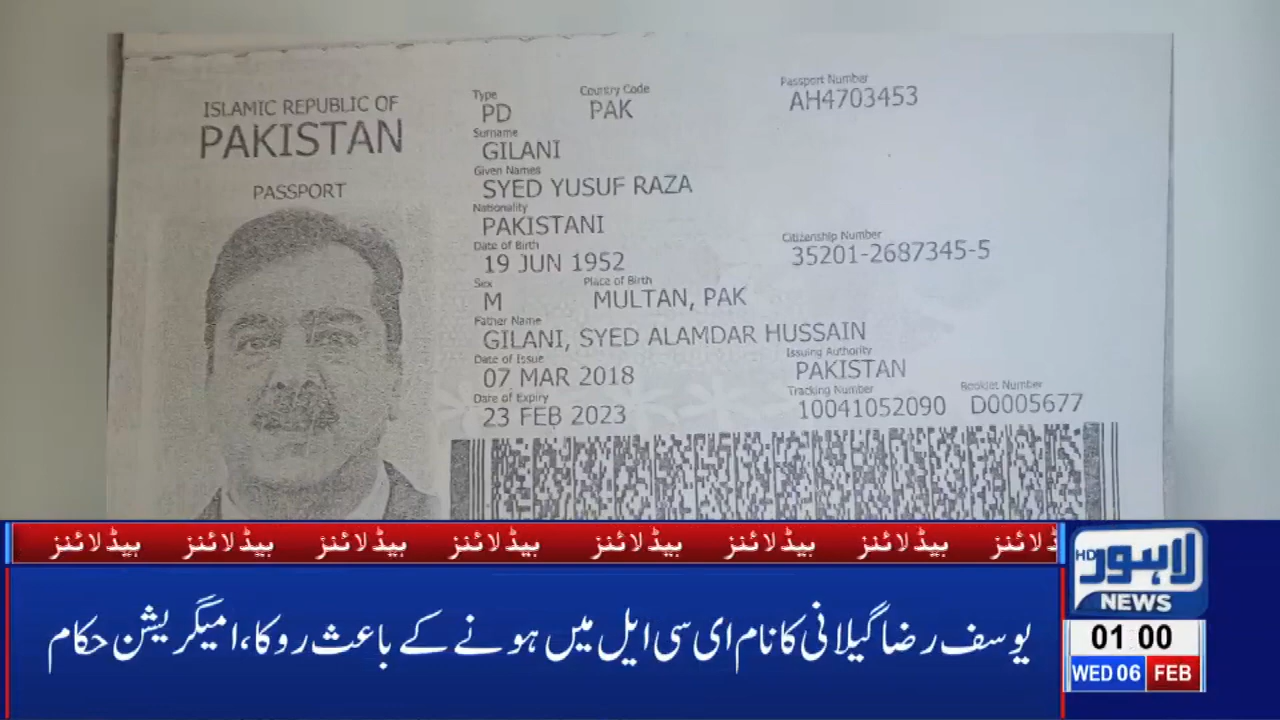 ISLAMIC REPUBLIC OF
PAKISTAN
PASSPORT
Type
PD
Country Code
PAK
Passport Number
AH4703453
Surname
GILANI
Given Names
SYED YUSUF RAZA
Nationality
PAKISTANI
Date of Birth
19 JUN 1952
Citizenship Number
35201-2687345-5
Sex
M
Place of Birth
MULTAN, PAK
Father Name
GILANI, SYED ALAMDAR HUSSAIN
Date of Issue
07 MAR 2018
Issuing Authority
PAKISTAN
Date of Expiry
23 FEB 2023
Tracking Number
10041052090
Booklet Number
D0005677
ہیڈلائنز ہیڈلائنز ہیڈلائنز ہیڈلائنز ہیڈلائنز ہیڈلائنز ہیڈلائنز ڈلائنز
یوسف رضا گیلانی کا نام ای سی ایل میں ہونے کے باعث روکا، امیگریشن حکام
لاہور HD
NEWS
01 00
WED 06 FEB